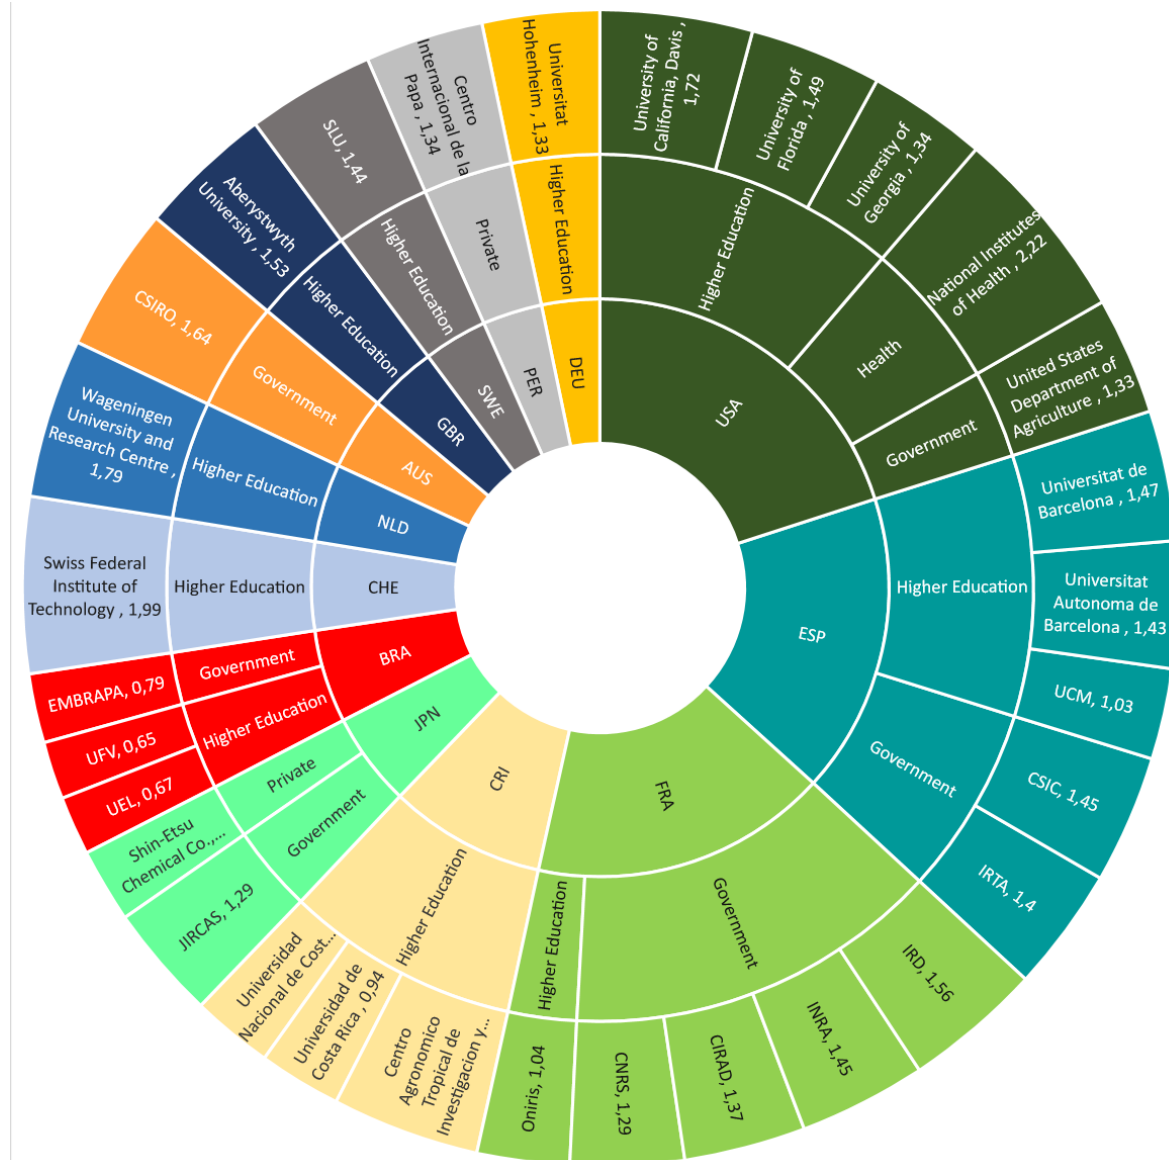 USA
Higher Education
University of
California, Davis ,
1,72
University of
Florida , 1,49
University of
Georgia , 1,34
Health
National Institutes
of Health , 2,22
Government
United States
Department of
Agriculture , 1,33
ESP
Higher Education
Universitat de
Barcelona , 1,47
Universitat
Autonoma de
Barcelona , 1,43
UCM, 1,03
Government
CSIC, 1,45
IRTA, 1,4
FRA
Government
IRD, 1,56
INRA, 1,45
CIRAD, 1,37
CNRS, 1,29
Higher Education
Oniris, 1,04
CRI
Higher Education
Centro
Agronomico
Tropical de
Investigacion y...
Universidad de
Costa Rica , 0,94
Universidad
Nacional de Cost...
JPN
Government
JIRCAS, 1,29
Private
Shin-Etsu
Chemical Co.,...
BRA
Higher Education
UEL, 0,67
UFV, 0,65
Government
EMBRAPA, 0,79
CHE
Higher Education
Swiss Federal
Institute of
Technology , 1,99
NLD
Higher Education
Wageningen
University and
Research Centre ,
1,79
AUS
Government
CSIRO, 1,64
GBR
Higher Education
Aberystwyth
University , 1,53
SWE
Higher Education
SLU, 1,44
PER
Private
Centro
Internacional de la
Papa , 1,34
DEU
Higher Education
Universitat
Hohenheim , 1,33